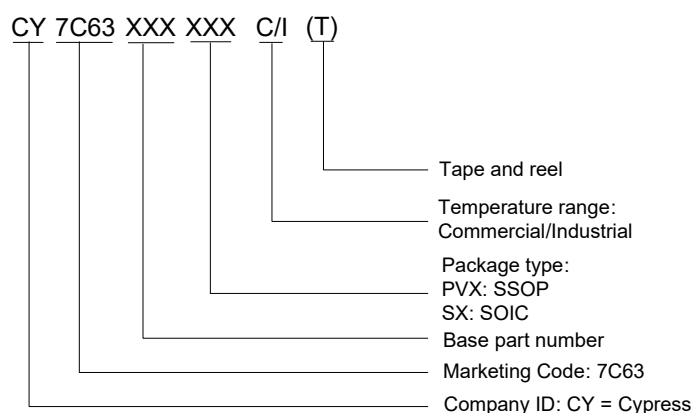 CY 7C63 XXX XXX C/I (T)
Tape and reel
Temperature range:
Commercial/Industrial
Package type:
PVX: SSOP
SX: SOIC
Base part number
Marketing Code: 7C63
Company ID: CY = Cypress